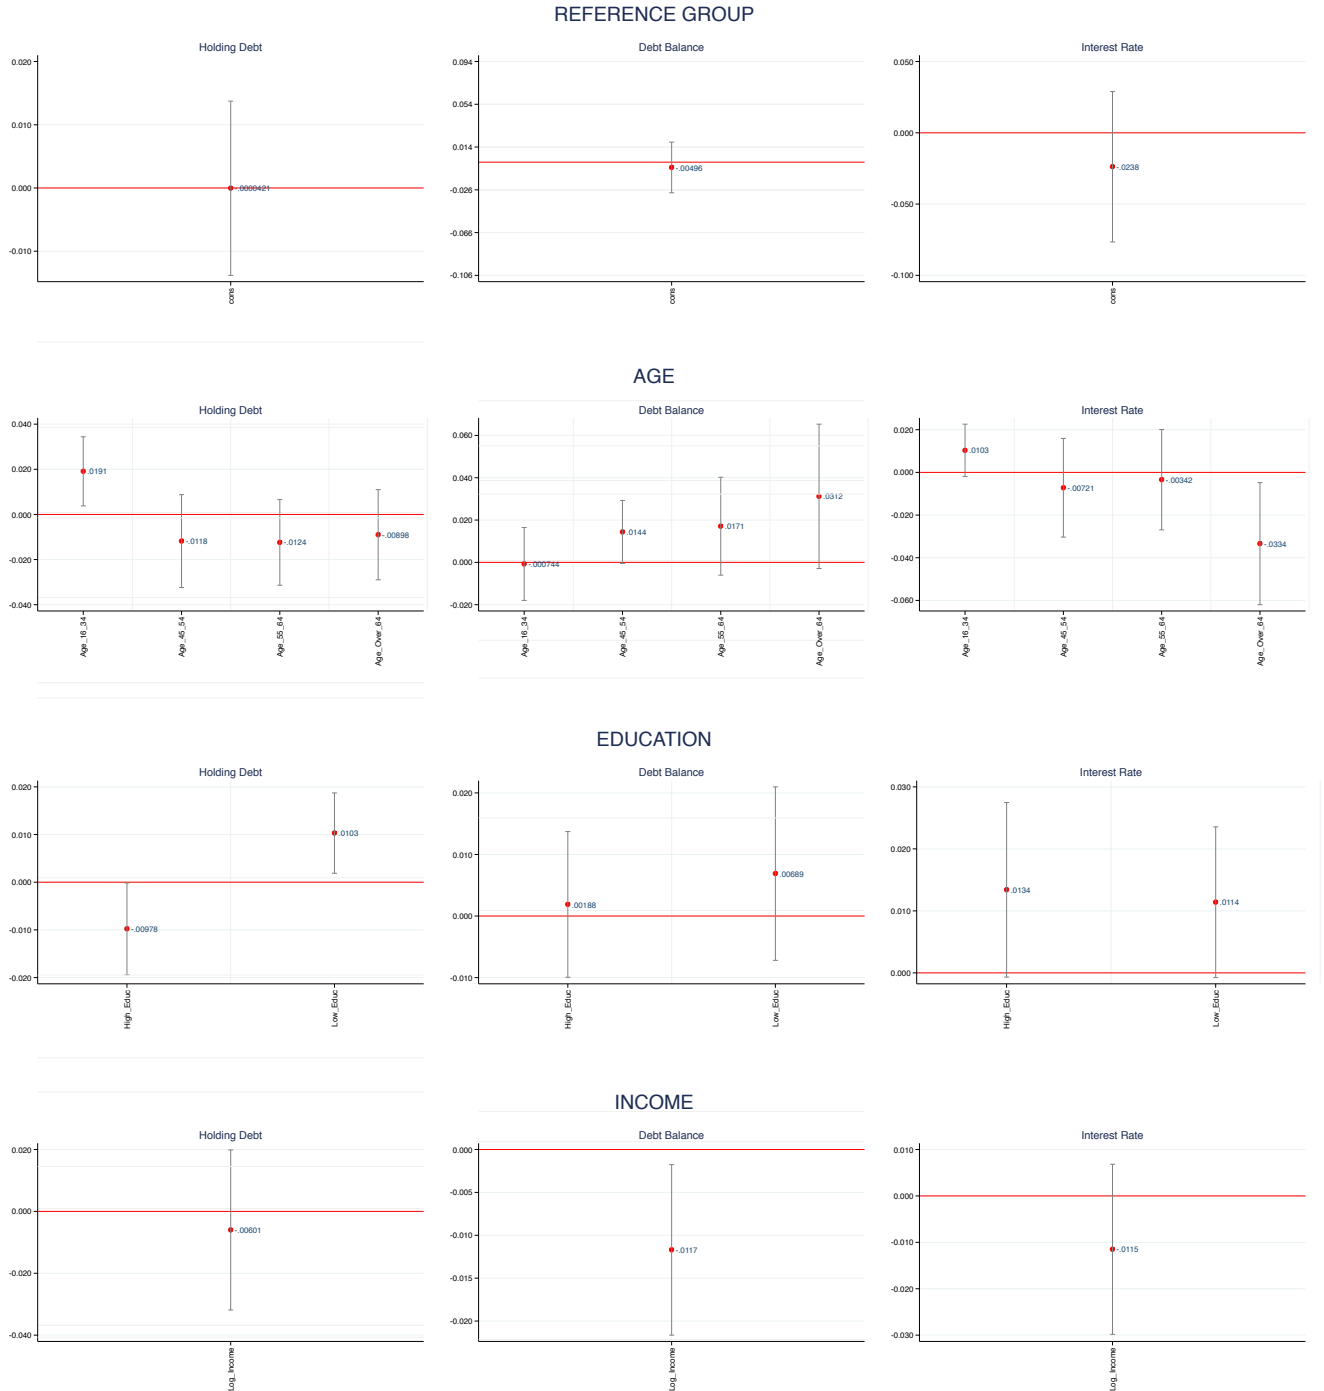 REFERENCE GROUP
Holding Debt
Debt Balance
Interest Rate
0.020
0.010
0.000
-0.010
-.0000421
cons
0.094
0.054
0.014
-0.026
-0.066
-0.106
-.00496
cons
0.050
0.000
-0.050
-0.100
-.0238
cons
AGE
Holding Debt
Debt Balance
Interest Rate
0.040
0.020
0.000
-0.020
-0.040
.0191
-.0118
-.0124
-.00898
Age_16_34
Age_45_54
Age_55_64
Age_Over_64
0.060
0.040
0.020
0.000
-0.020
-.000744
.0144
.0171
.0312
Age_16_34
Age_45_54
Age_55_64
Age_Over_64
0.020
0.000
-0.020
-0.040
-0.060
.0103
-.00721
-.00342
-.0334
Age_16_34
Age_45_54
Age_55_64
Age_Over_64
EDUCATION
Holding Debt
Debt Balance
Interest Rate
0.020
0.010
0.000
-0.010
-0.020
-.00978
.0103
High_Educ
Low_Educ
0.020
0.010
0.000
-0.010
.00188
.00689
High_Educ
Low_Educ
0.030
0.020
0.010
0.000
.0134
.0114
High_Educ
Low_Educ
INCOME
Holding Debt
Debt Balance
Interest Rate
0.020
0.000
-0.020
-0.040
-.00601
Log_Income
0.000
-0.005
-0.010
-0.015
-0.020
-.0117
Log_Income
0.010
0.000
-0.010
-0.020
-0.030
-.0115
Log_Income